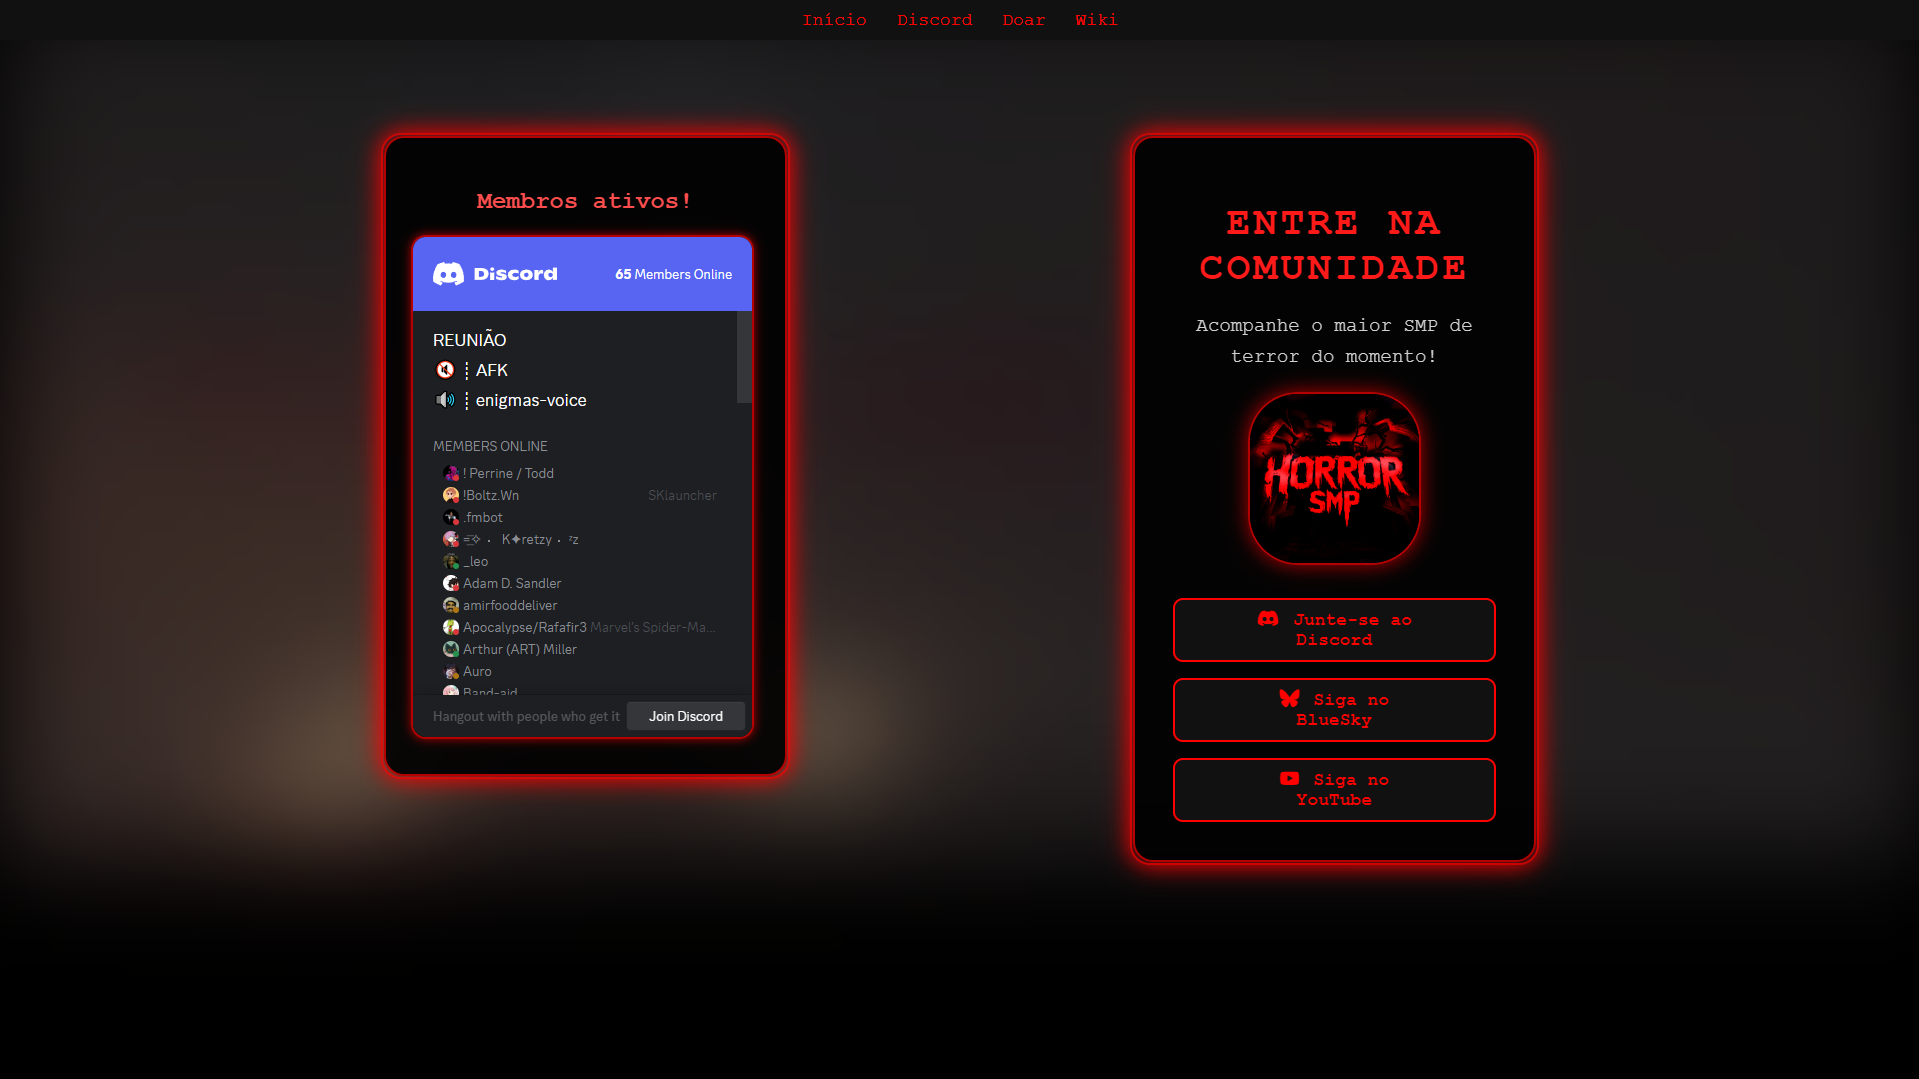 Início Discord Doar Wiki
Membros ativos!
Discord 65 Members Online
REUNIÃO
┊ AFK
┊ enigmas-voice
MEMBERS ONLINE
! Perrine / Todd
!Boltz.Wn SKlauncher
.fmbot
K✦retzy · ᶻz
_leo
Adam D. Sandler
amirfooddeliver
Apocalypse/Rafafir3 Marvel's Spider-Ma...
Arthur (ART) Miller
Auro
Band-aid
Hangout with people who get it Join Discord
ENTRE NA
COMUNIDADE
Acompanhe o maior SMP de
terror do momento!
HORROR
SMP
Junte-se ao
Discord
Siga no
BlueSky
Siga no
YouTube